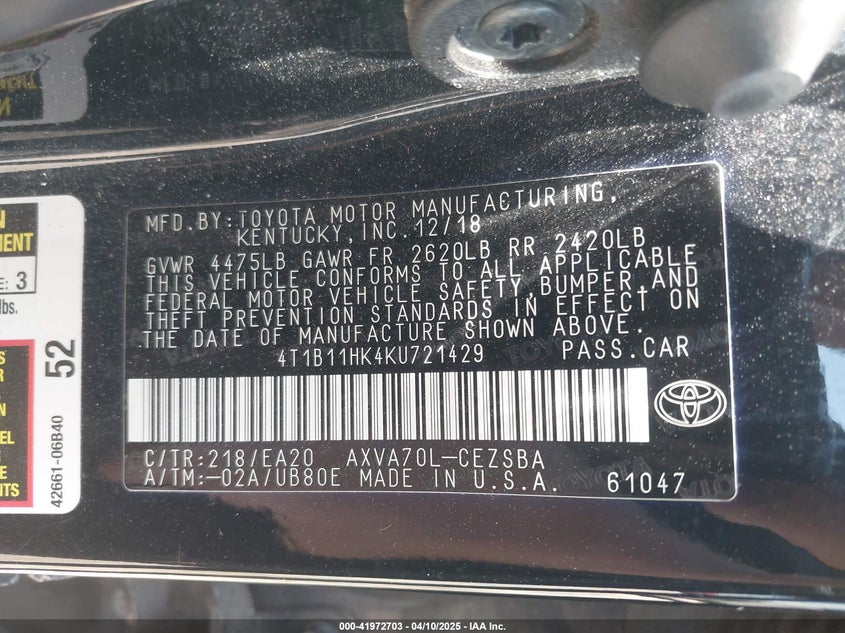 MFD.BY:TOYOTA MOTOR MANUFACTURING,
KENTUCKY,INC.12/18
GVWR 4475LB GAWR FR 2620LB RR 2420LB
THIS VEHICLE CONFORMS TO ALL APPLICABLE
FEDERAL MOTOR VEHICLE SAFETY,BUMPER,AND
THEFT PREVENTION STANDARDS IN EFFECT ON
THE DATE OF MANUFACTURE SHOWN ABOVE.
4T1B11HK4KU721429 PASS.CAR
C/TR:218/EA20 AXVA70L-CEZSBA
A/TM:-02A/UB80E MADE IN U.S.A. 61047
E: 3
lbs.
52
42661-06B40
000-41972703 / 04/10/2025 — IAA Inc.